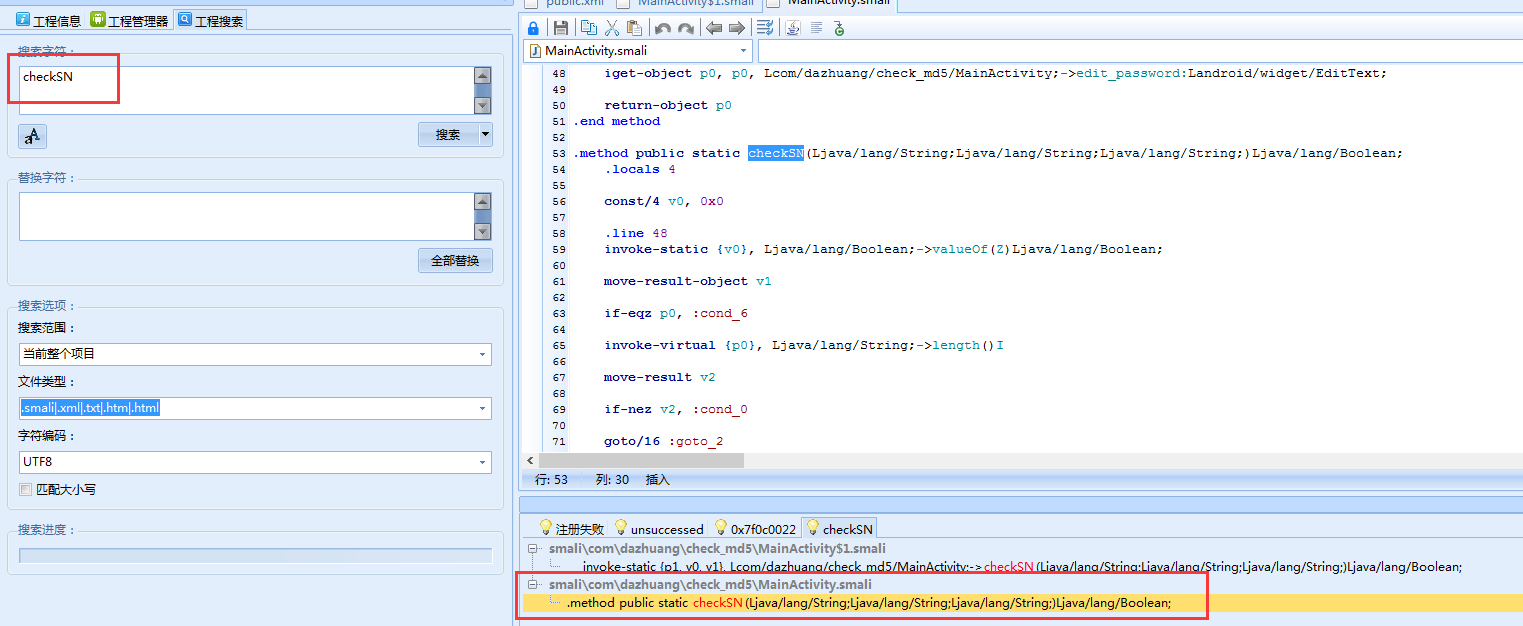 工程信息 工程管理器 工程搜索
搜索字符：
checkSN
搜索
替换字符：
全部替换
搜索选项：
搜索范围：
当前整个项目
文件类型：
.smali|.xml|.txt|.htm|.html
字符编码：
UTF8
匹配大小写
搜索进度：
public.xml MainActivity$1.smali MainActivity.smali
MainActivity.smali
48 iget-object p0, p0, Lcom/dazhuang/check_md5/MainActivity;->edit_password:Landroid/widget/EditText;
49
50 return-object p0
51 .end method
52
53 .method public static checkSN(Ljava/lang/String;Ljava/lang/String;Ljava/lang/String;)Ljava/lang/Boolean;
54 .locals 4
55
56 const/4 v0, 0x0
57
58 .line 48
59 invoke-static {v0}, Ljava/lang/Boolean;->valueOf(Z)Ljava/lang/Boolean;
60
61 move-result-object v1
62
63 if-eqz p0, :cond_6
64
65 invoke-virtual {p0}, Ljava/lang/String;->length()I
66
67 move-result v2
68
69 if-nez v2, :cond_0
70
71 goto/16 :goto_2
行: 53 列: 30 插入
注册失败 unsuccessed 0x7f0c0022 checkSN
smali\com\dazhuang\check_md5\MainActivity$1.smali
invoke-static {p1, v0, v1}, Lcom/dazhuang/check_md5/MainActivity;->checkSN(Ljava/lang/String;Ljava/lang/String;Ljava/lang/String;)Ljava/lang/Boolean;
smali\com\dazhuang\check_md5\MainActivity.smali
.method public static checkSN(Ljava/lang/String;Ljava/lang/String;Ljava/lang/String;)Ljava/lang/Boolean;